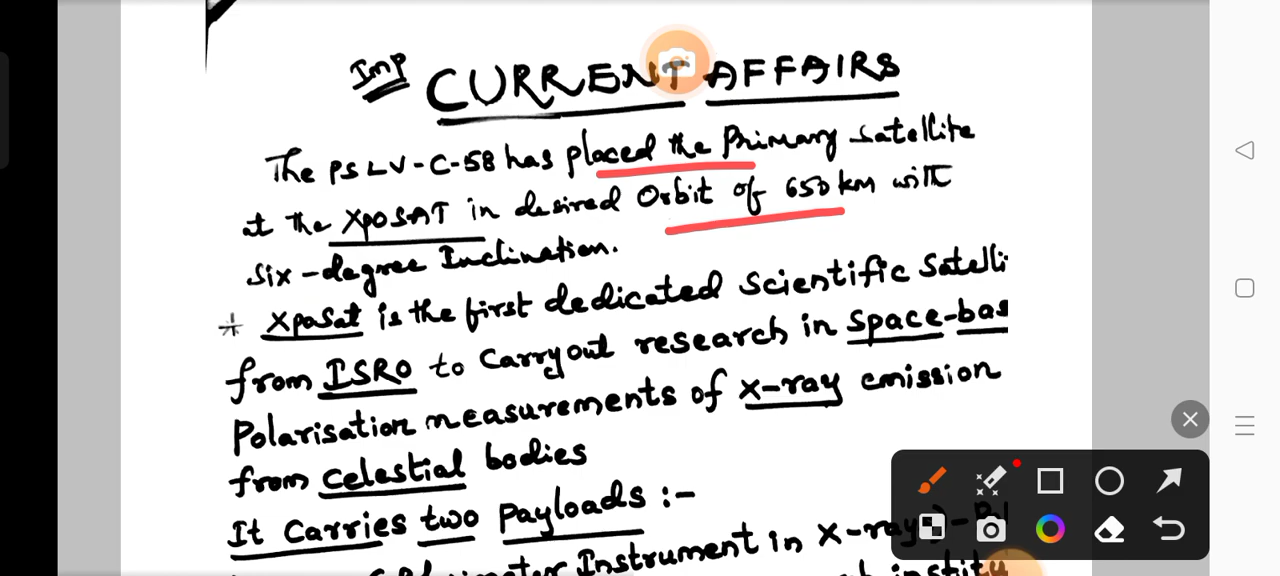 Imp CURRENT AFFAIRS
The PSLV-C-58 has placed the Primary Satellite
at the XPOSAT in desired Orbit of 650 km with
Six-degree Inclination.
* XpoSat is the first dedicated Scientific Satelli
from ISRO to Carryout research in Space-bas
Polarisation measurements of X-ray emission
from Celestial bodies
It Carries two Payloads :-
Instrument in X-ray